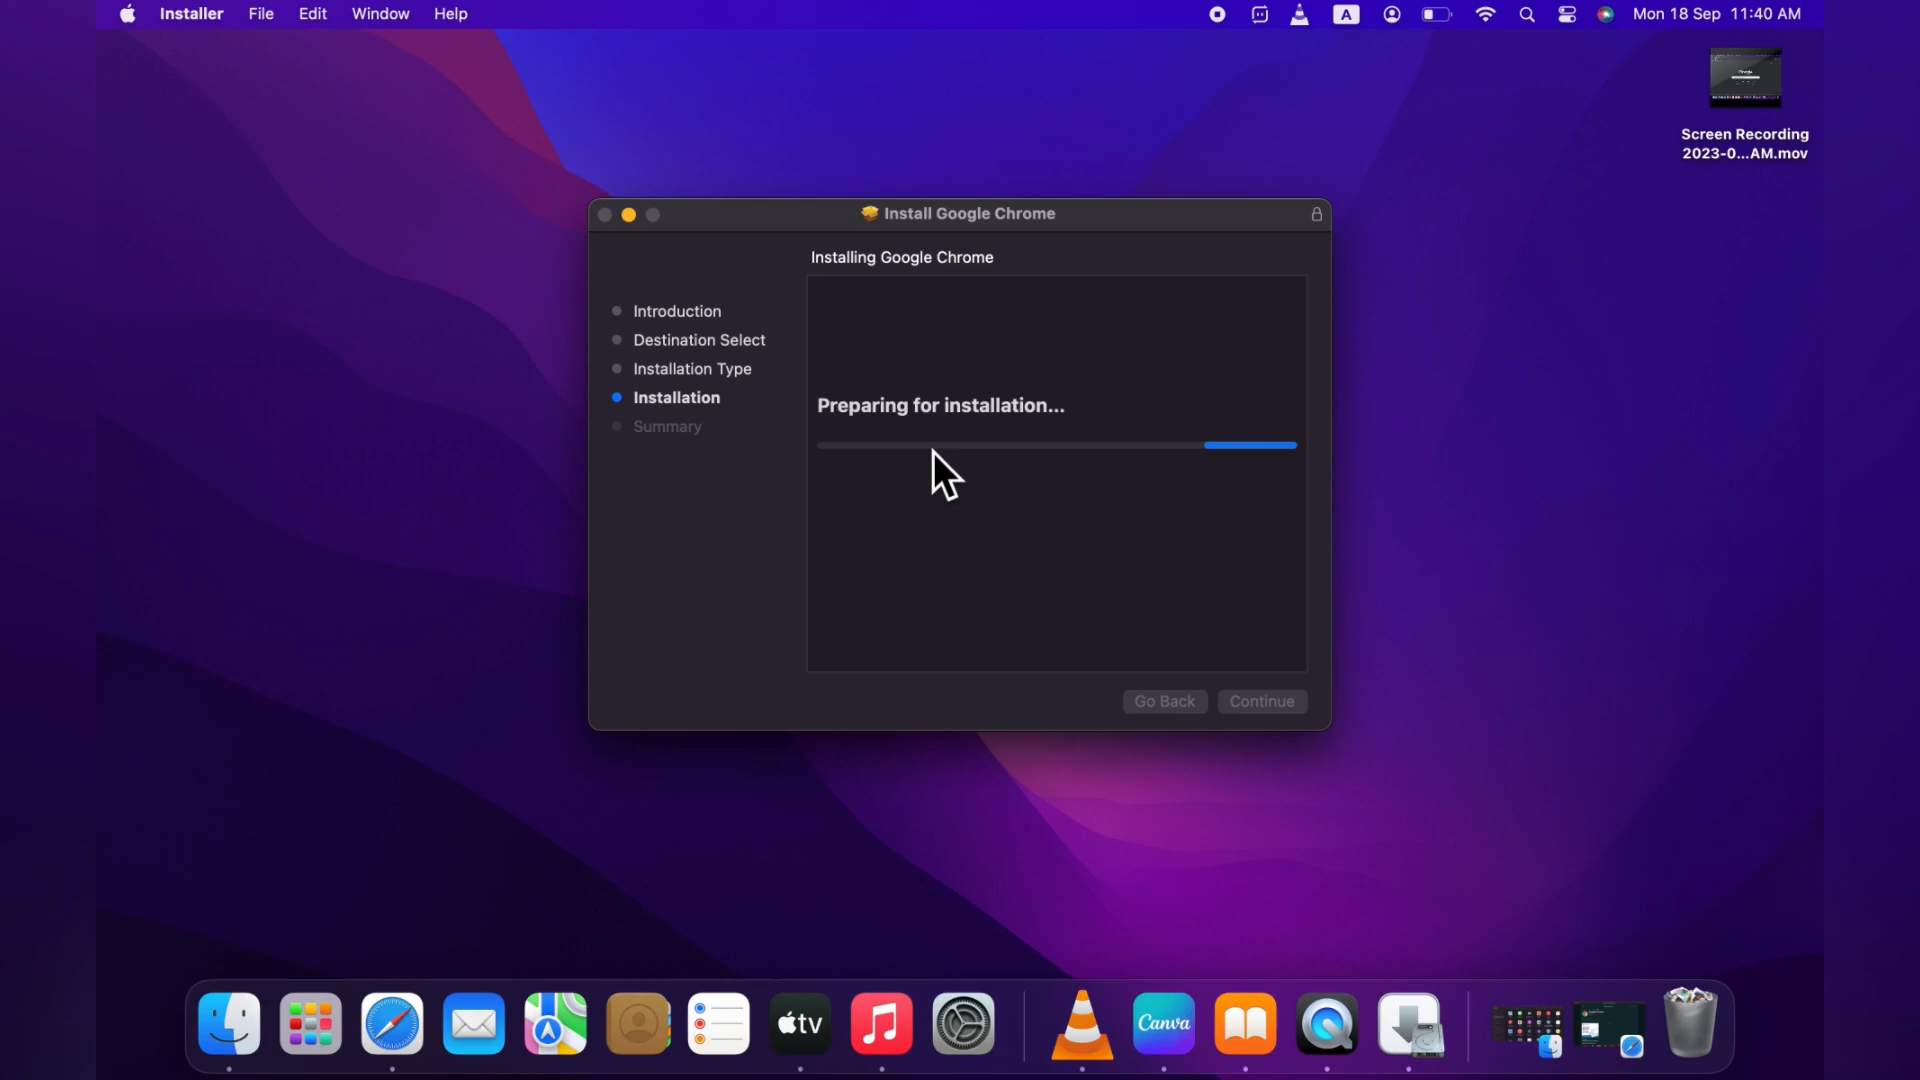 Installer File Edit Window Help A Mon 18 Sep 11:40 AM
Screen Recording
2023-0...AM.mov
Install Google Chrome
Installing Google Chrome
Introduction
Destination Select
Installation Type
Installation
Summary
Preparing for installation...
Go Back Continue
tv Canva